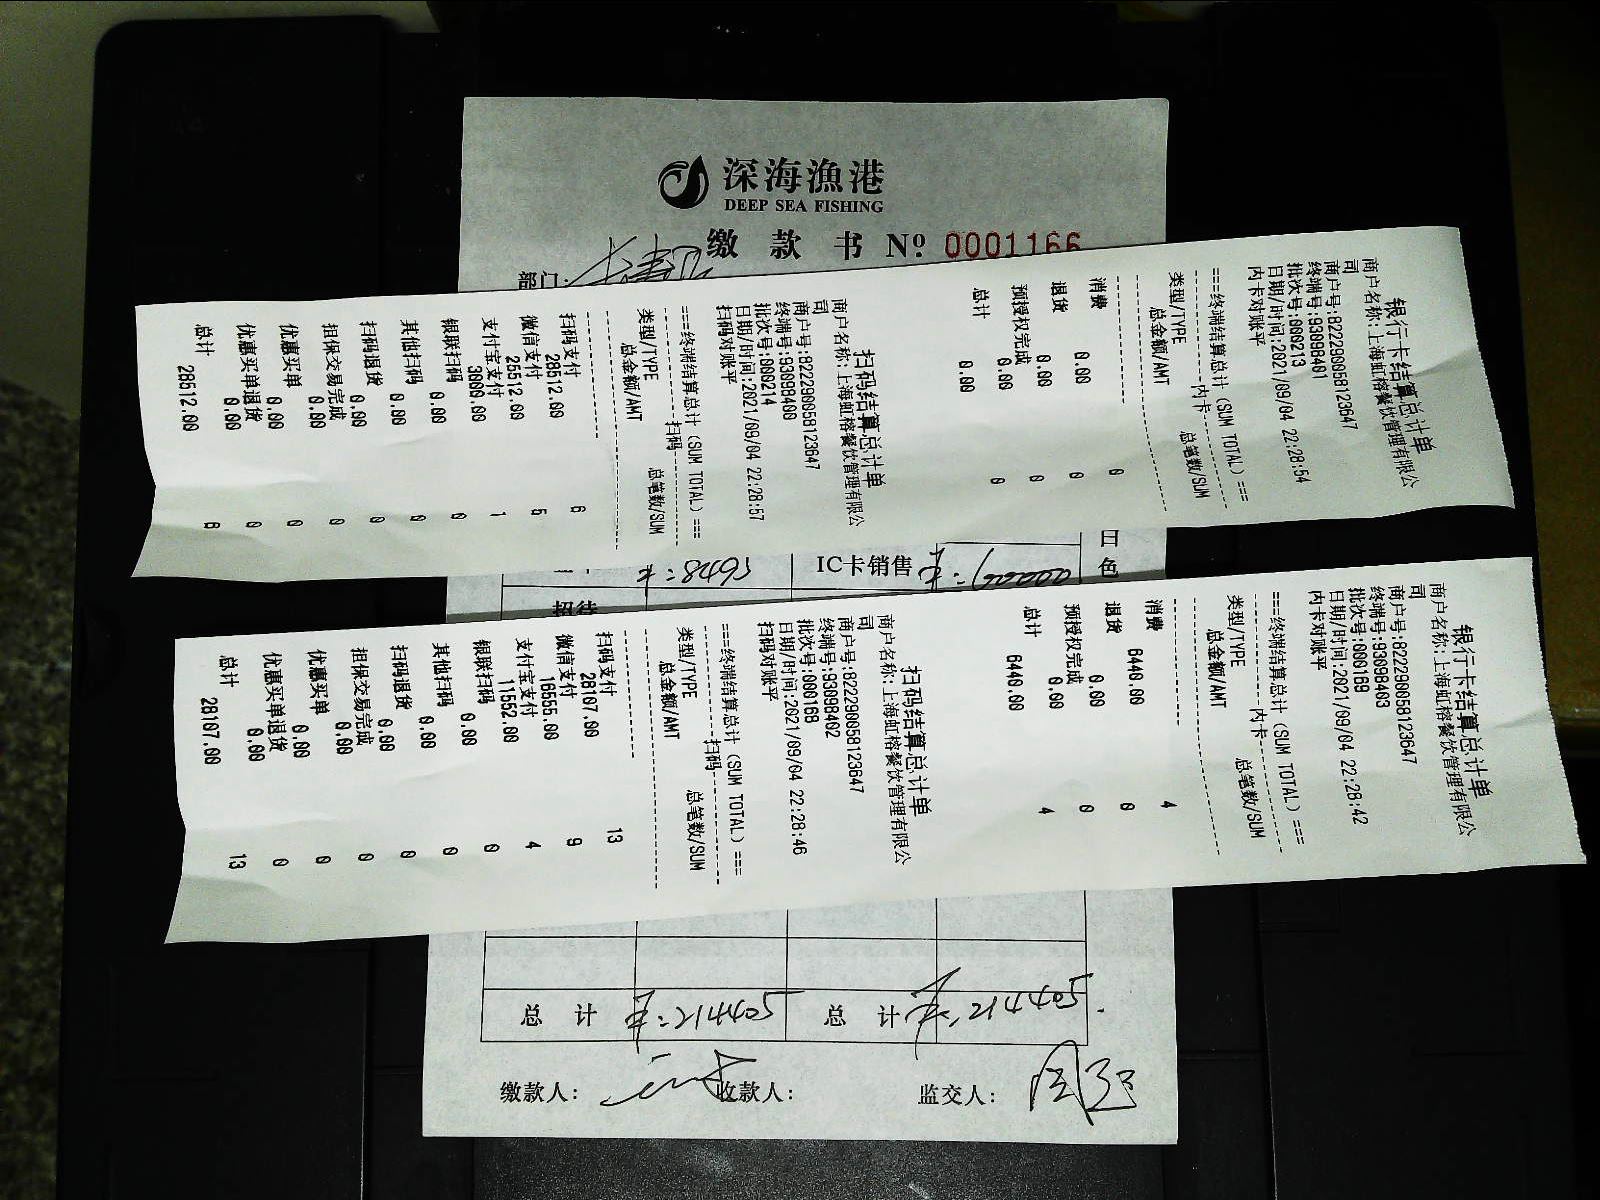 深海漁港
DEEP SEA FISHING
缴款书 № 0001166
部门:
银行卡结算总计单
商户名称:上海虹榕餐饮管理有限公
司
商户号:822290058123647
终端号:93098401
批次号:000213
日期/时间:2021/09/04 22:28:54
内卡对账平
===终端结算总计(SUM TOTAL)===
内卡
类型/TYPE 总笔数/SUM
总金额/AMT
消费 0
0.00
退货 0
0.00
预授权完成 0
0.00
总计 0
0.00
扫码结算总计单
商户名称:上海虹榕餐饮管理有限公
司
商户号:822290058123647
终端号:93098400
批次号:000214
日期/时间:2021/09/04 22:28:57
扫码对账平
===终端结算总计(SUM TOTAL)===
扫码
类型/TYPE 总笔数/SUM
总金额/AMT
扫码支付 6
28512.00
微信支付 5
25512.00
支付宝支付 1
3000.00
银联扫码 0
0.00
其他扫码 0
0.00
扫码退货 0
0.00
担保交易完成 0
0.00
优惠买单 0
0.00
优惠买单退货 0
0.00
总计 6
28512.00
IC卡销售
白
色
招待
银行卡结算总计单
商户名称:上海虹榕餐饮管理有限公
司
商户号:822290058123647
终端号:93098403
批次号:000169
日期/时间:2021/09/04 22:28:42
内卡对账平
===终端结算总计(SUM TOTAL)===
内卡
类型/TYPE 总笔数/SUM
总金额/AMT
消费 4
6440.00
退货 0
0.00
预授权完成 0
0.00
总计 4
6440.00
扫码结算总计单
商户名称:上海虹榕餐饮管理有限公
司
商户号:822290058123647
终端号:93098402
批次号:000168
日期/时间:2021/09/04 22:28:46
扫码对账平
===终端结算总计(SUM TOTAL)===
扫码
类型/TYPE 总笔数/SUM
总金额/AMT
扫码支付 13
28107.00
微信支付 9
16555.00
支付宝支付 4
11552.00
银联扫码 0
0.00
其他扫码 0
0.00
扫码退货 0
0.00
担保交易完成 0
0.00
优惠买单 0
0.00
优惠买单退货 0
0.00
总计 13
28107.00
总计 总计
缴款人: 收款人: 监交人: